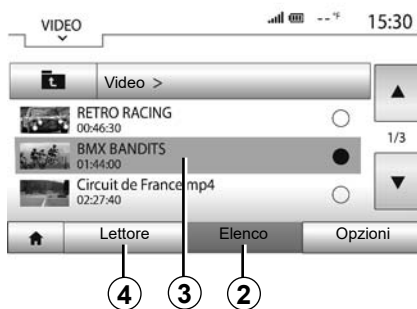 VIDEO
--°F 15:30
Video >
RETRO RACING
00:46:30
1/3
BMX BANDITS
01:44:00
Circuit de France mp4
02:27:40
Lettore Elenco Opzioni
4 3 2